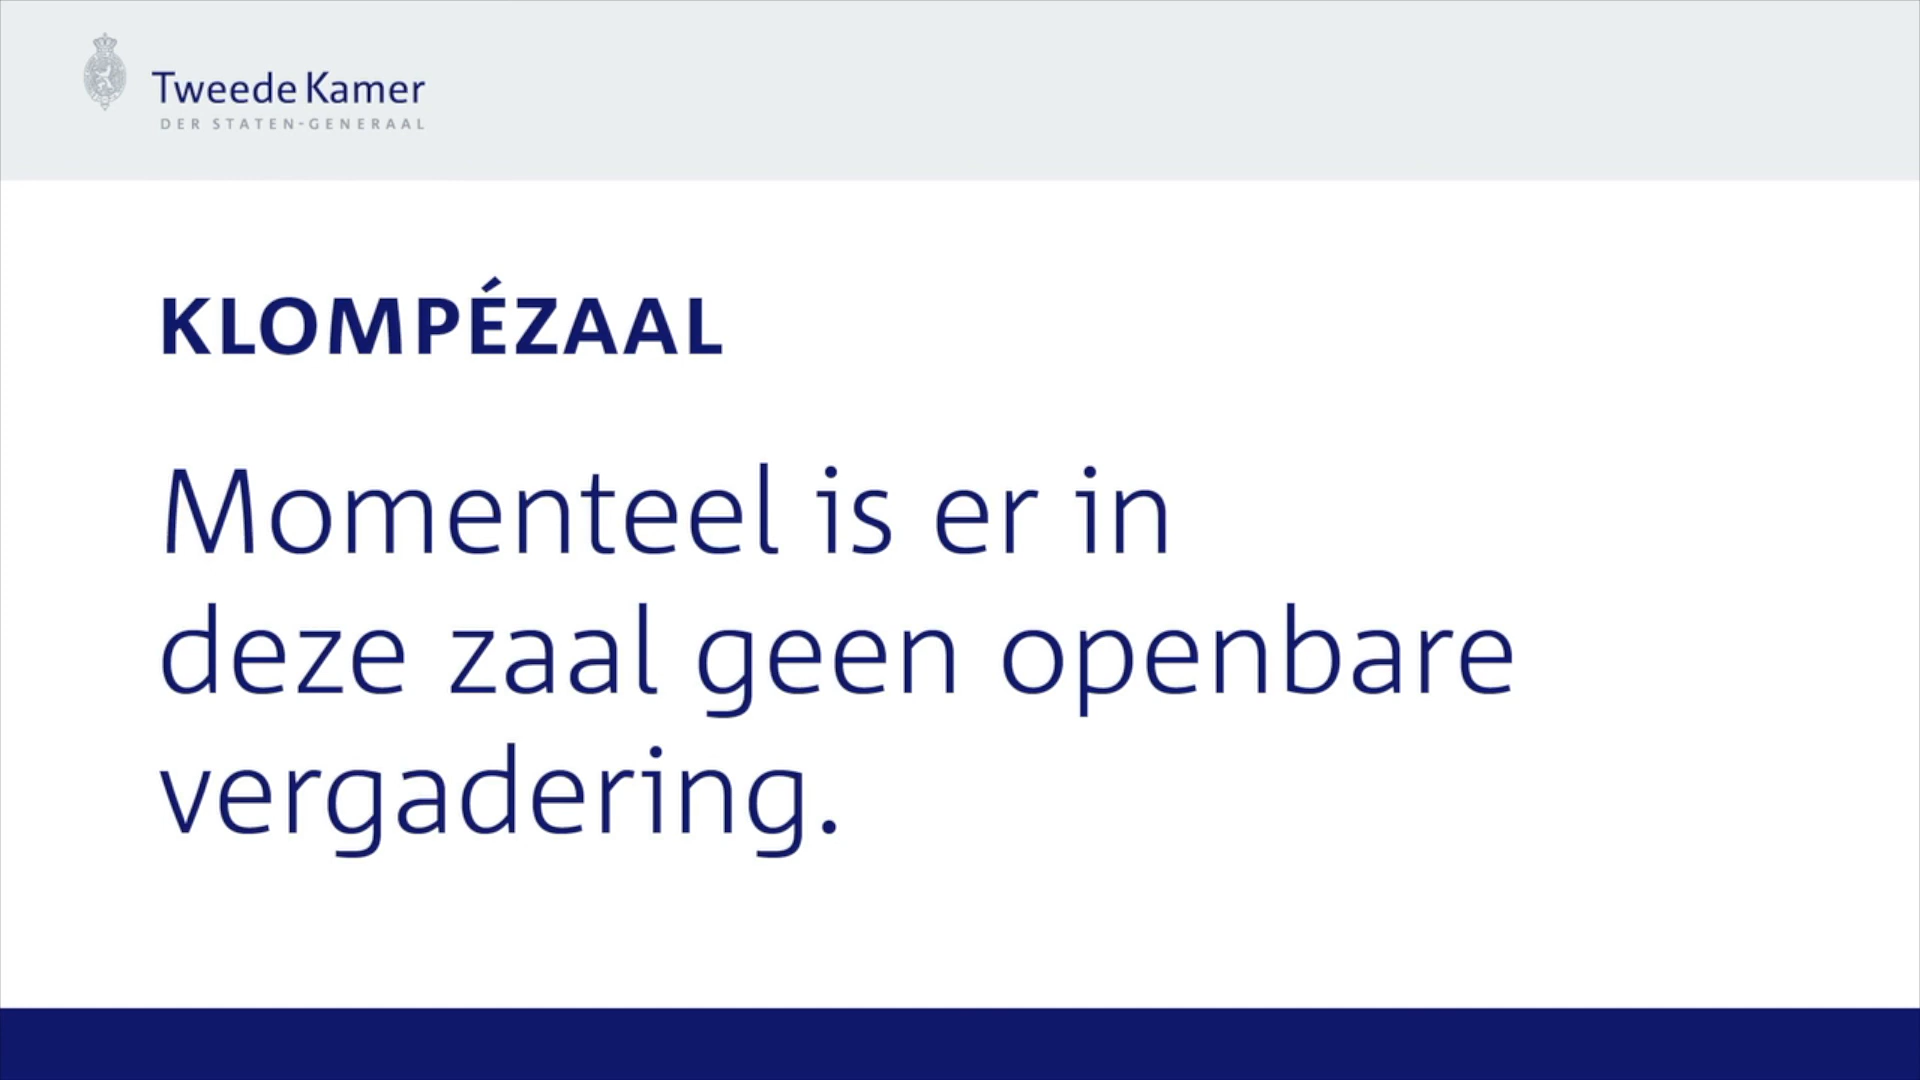 Tweede Kamer
DER STATEN-GENERAAL
KLOMPÉZAAL
Momenteel is er in
deze zaal geen openbare
vergadering.